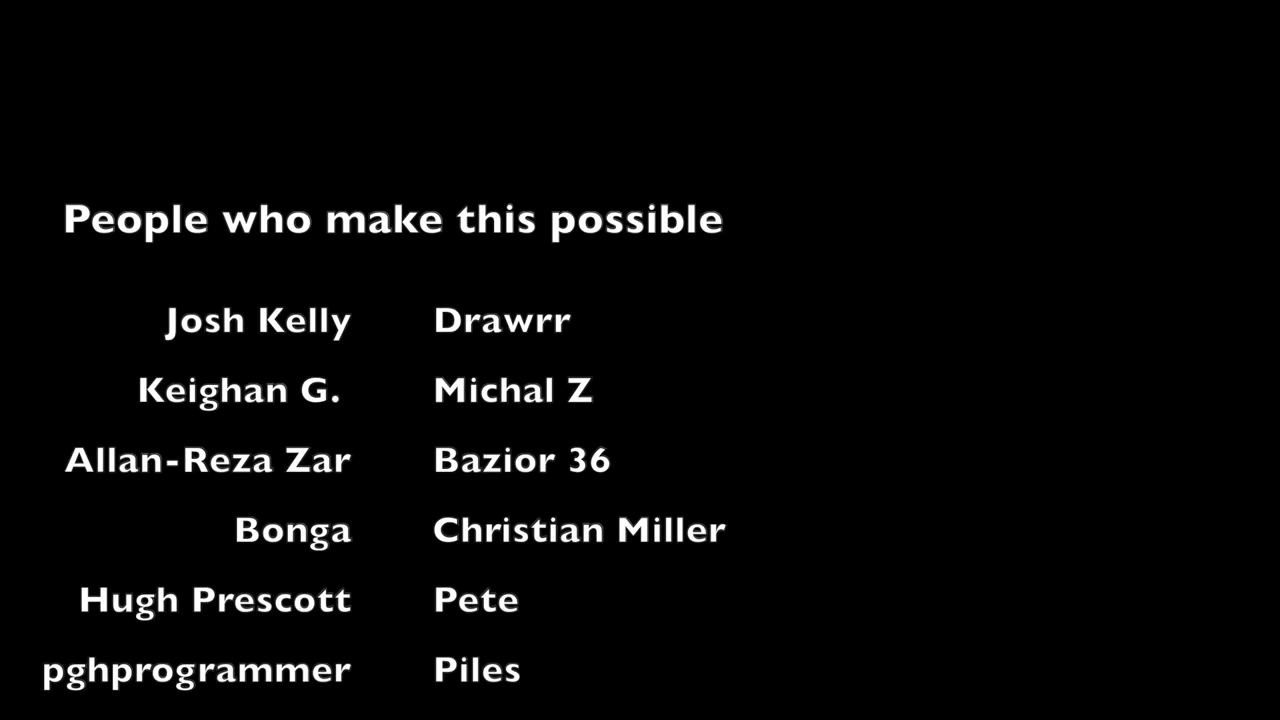 People who make this possible
Josh Kelly Drawrr
Keighan G. Michal Z
Allan-Reza Zar Bazior 36
Bonga Christian Miller
Hugh Prescott Pete
pghprogrammer Piles